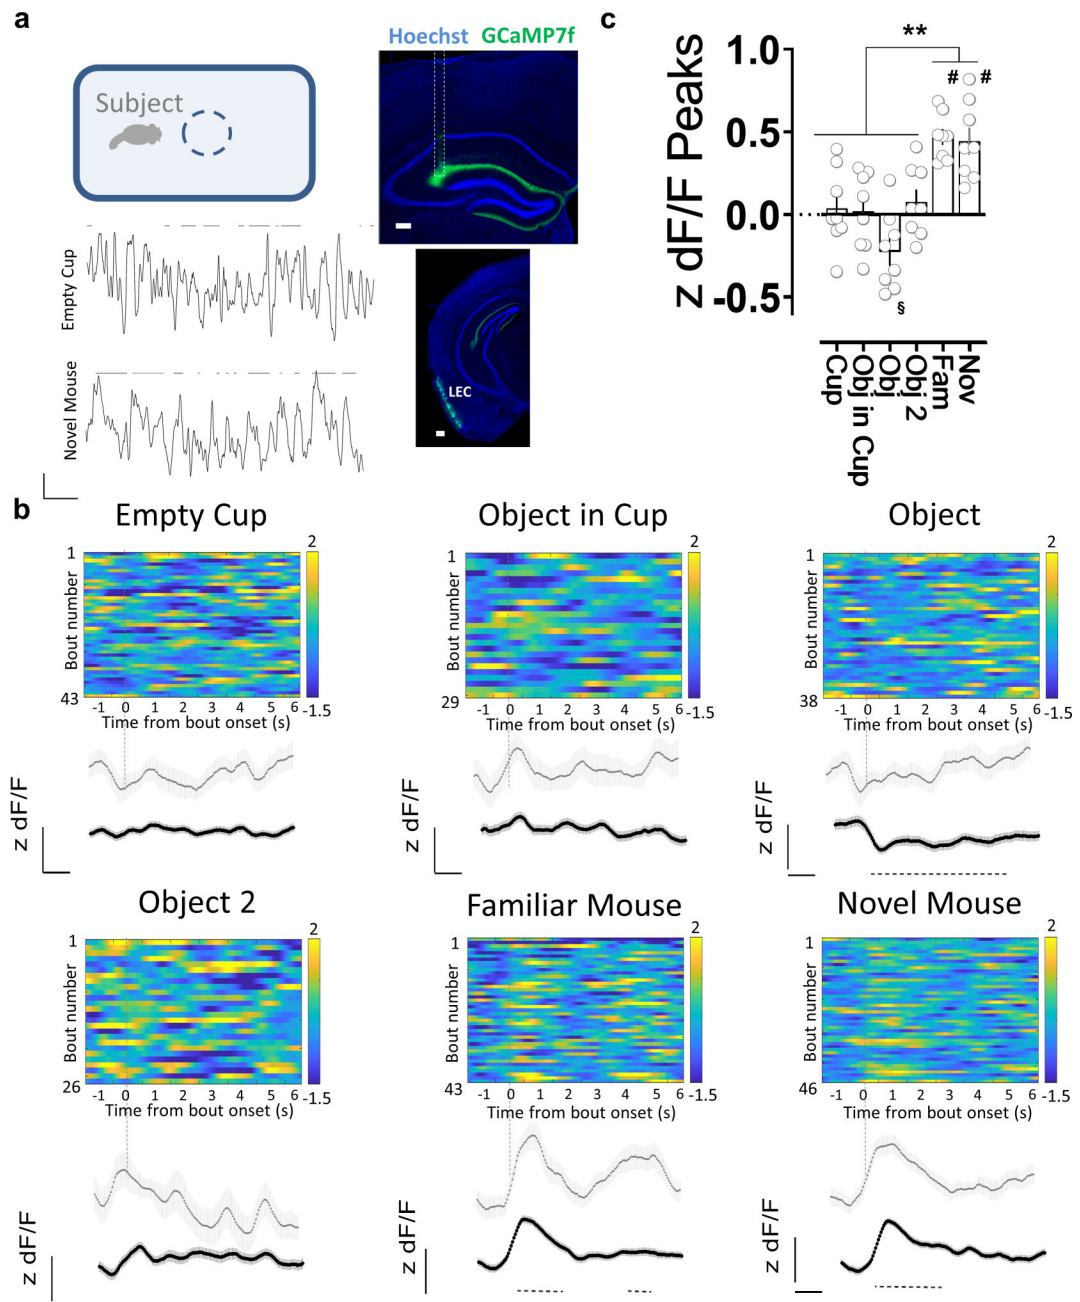 a
Hoechst GCaMP7f
Subject
Empty Cup
Novel Mouse
LEC
c
z dF/F Peaks
1.0
0.5
0.0
-0.5
**
# #
§
Cup
Obj in Cup
Obj
Obj 2
Fam
Nov
b
Empty Cup
Bout number
1
43
2
-1.5
-1 0 1 2 3 4 5 6
Time from bout onset (s)
z dF/F
Object in Cup
Bout number
1
29
2
-1.5
-1 0 1 2 3 4 5 6
Time from bout onset (s)
z dF/F
Object
Bout number
1
38
2
-1.5
-1 0 1 2 3 4 5 6
Time from bout onset (s)
z dF/F
Object 2
Bout number
1
26
2
-1.5
-1 0 1 2 3 4 5 6
Time from bout onset (s)
z dF/F
Familiar Mouse
Bout number
1
43
2
-1.5
-1 0 1 2 3 4 5 6
Time from bout onset (s)
z dF/F
Novel Mouse
Bout number
1
46
2
-1.5
-1 0 1 2 3 4 5 6
Time from bout onset (s)
z dF/F